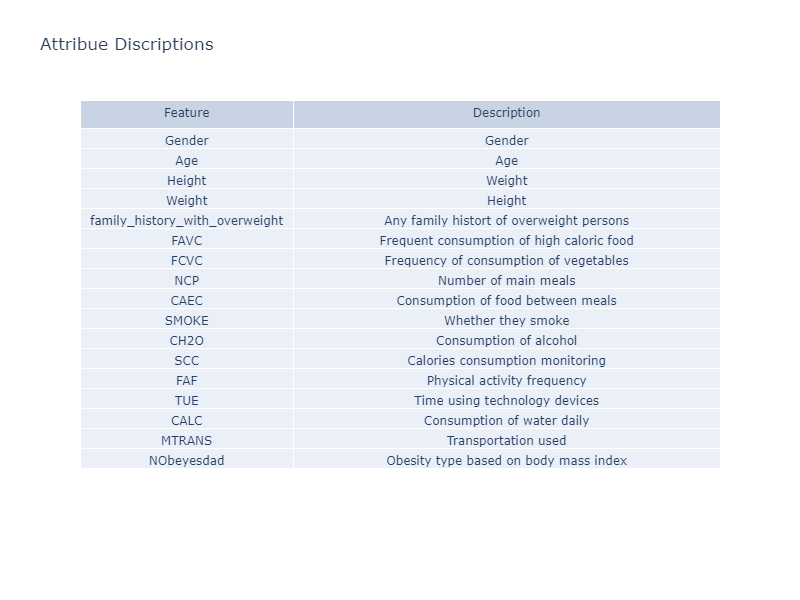 Attribue Discriptions
Feature Description
Gender Gender
Age Age
Height Weight
Weight Height
family_history_with_overweight Any family histort of overweight persons
FAVC Frequent consumption of high caloric food
FCVC Frequency of consumption of vegetables
NCP Number of main meals
CAEC Consumption of food between meals
SMOKE Whether they smoke
CH2O Consumption of alcohol
SCC Calories consumption monitoring
FAF Physical activity frequency
TUE Time using technology devices
CALC Consumption of water daily
MTRANS Transportation used
NObeyesdad Obesity type based on body mass index